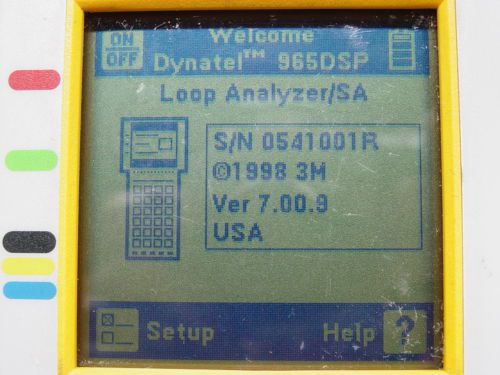 ON
OFF
Welcome
Dynatel™ 965DSP
Loop Analyzer/SA
S/N 0541001R
©1998 3M
Ver 7.00.9
USA
Setup
Help ?